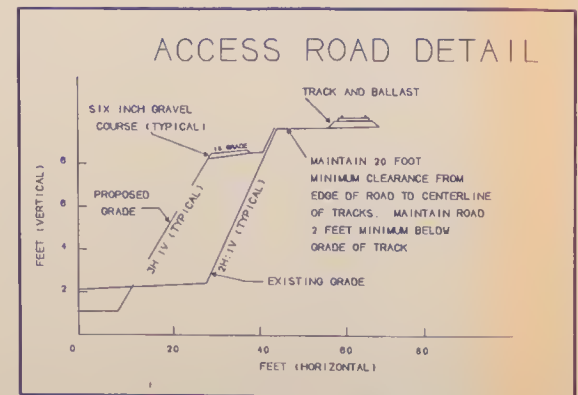 ACCESS ROAD DETAIL
TRACK AND BALLAST
SIX INCH GRAVEL
COURSE (TYPICAL)
1% GRADE
MAINTAIN 20 FOOT
MINIMUM CLEARANCE FROM
EDGE OF ROAD TO CENTERLINE
OF TRACKS. MAINTAIN ROAD
2 FEET MINIMUM BELOW
GRADE OF TRACK
PROPOSED
GRADE
3H:1V (TYPICAL)
2H:1V (TYPICAL)
EXISTING GRADE
FEET (VERTICAL)
8
6
4
2
0
20
40
60
80
FEET (HORIZONTAL)